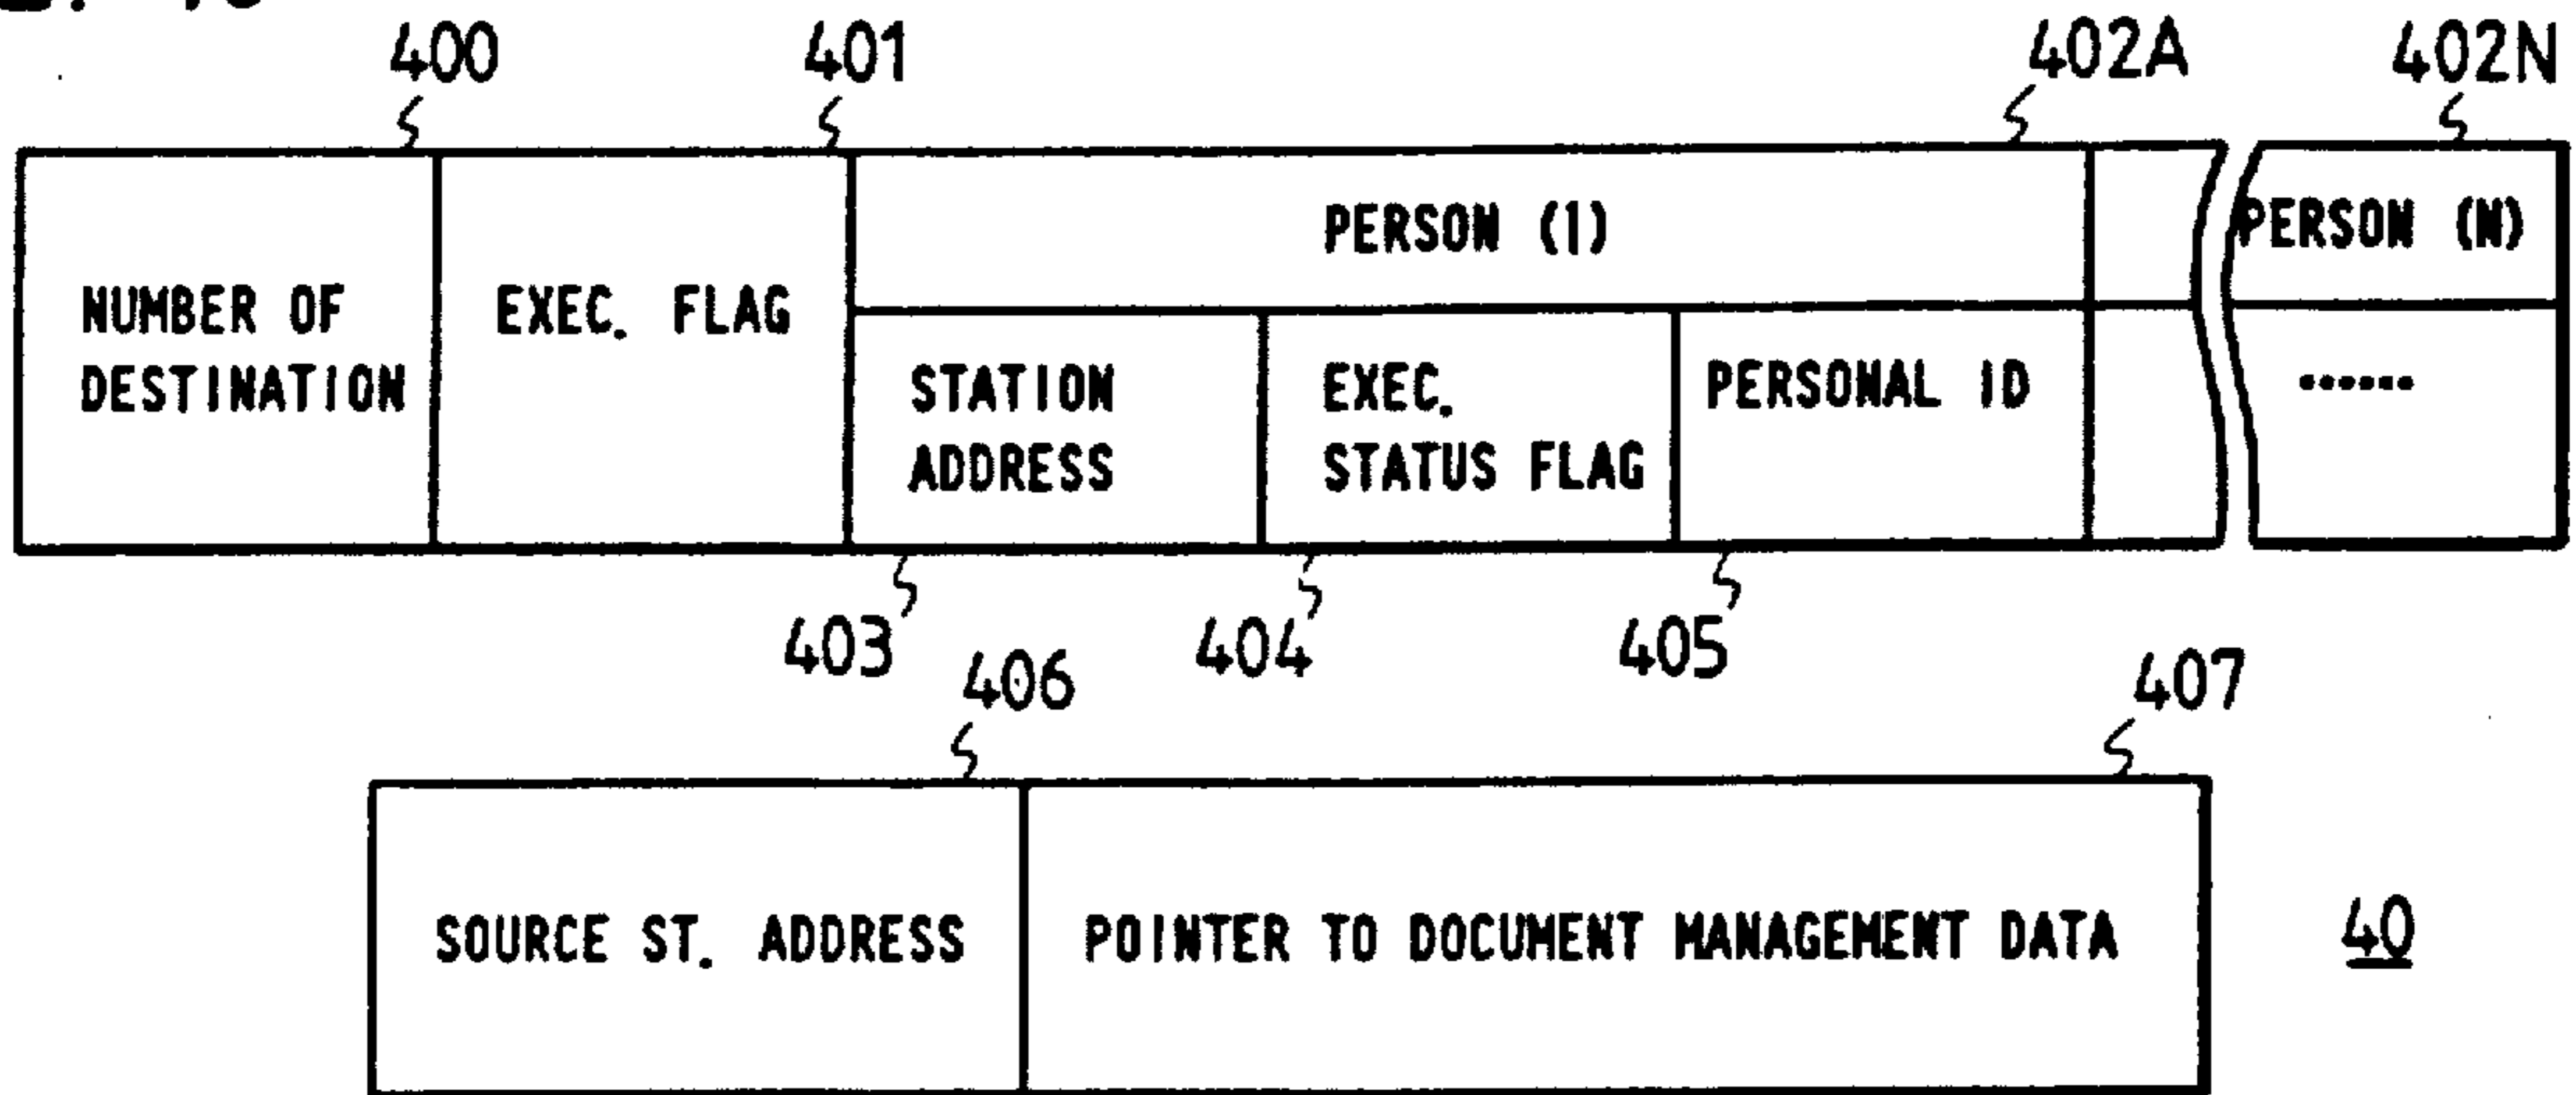 400 401 402A 402N
PERSON (1) PERSON (N)
NUMBER OF EXEC. FLAG
DESTINATION
STATION EXEC. PERSONAL ID ......
ADDRESS STATUS FLAG
403 404 405
406 407
SOURCE ST. ADDRESS POINTER TO DOCUMENT MANAGEMENT DATA 40